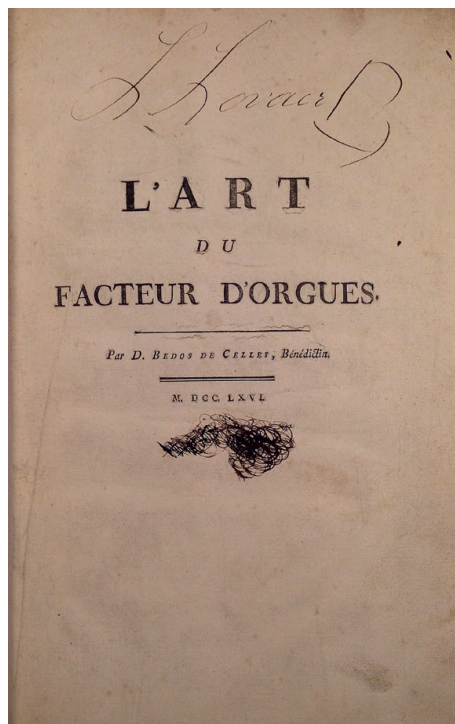 L'ART
DU
FACTEUR D'ORGUES.
Par D. BEDOS DE CELLES, Bénédictin.
M. DCC. LXVI.